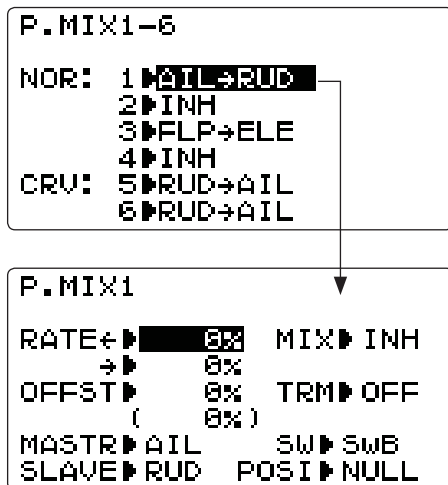 P.MIX1-6
NOR: 1▶AIL→RUD
2▶INH
3▶FLP→ELE
4▶INH
CRV: 5▶RUD→AIL
6▶RUD→AIL
P.MIX1
RATE←▶ 0% MIX▶ INH
→▶ 0%
OFFST▶ 0% TRM▶ OFF
( 0%)
MASTR▶ AIL SW▶ SwB
SLAVE▶ RUD POSI▶ NULL